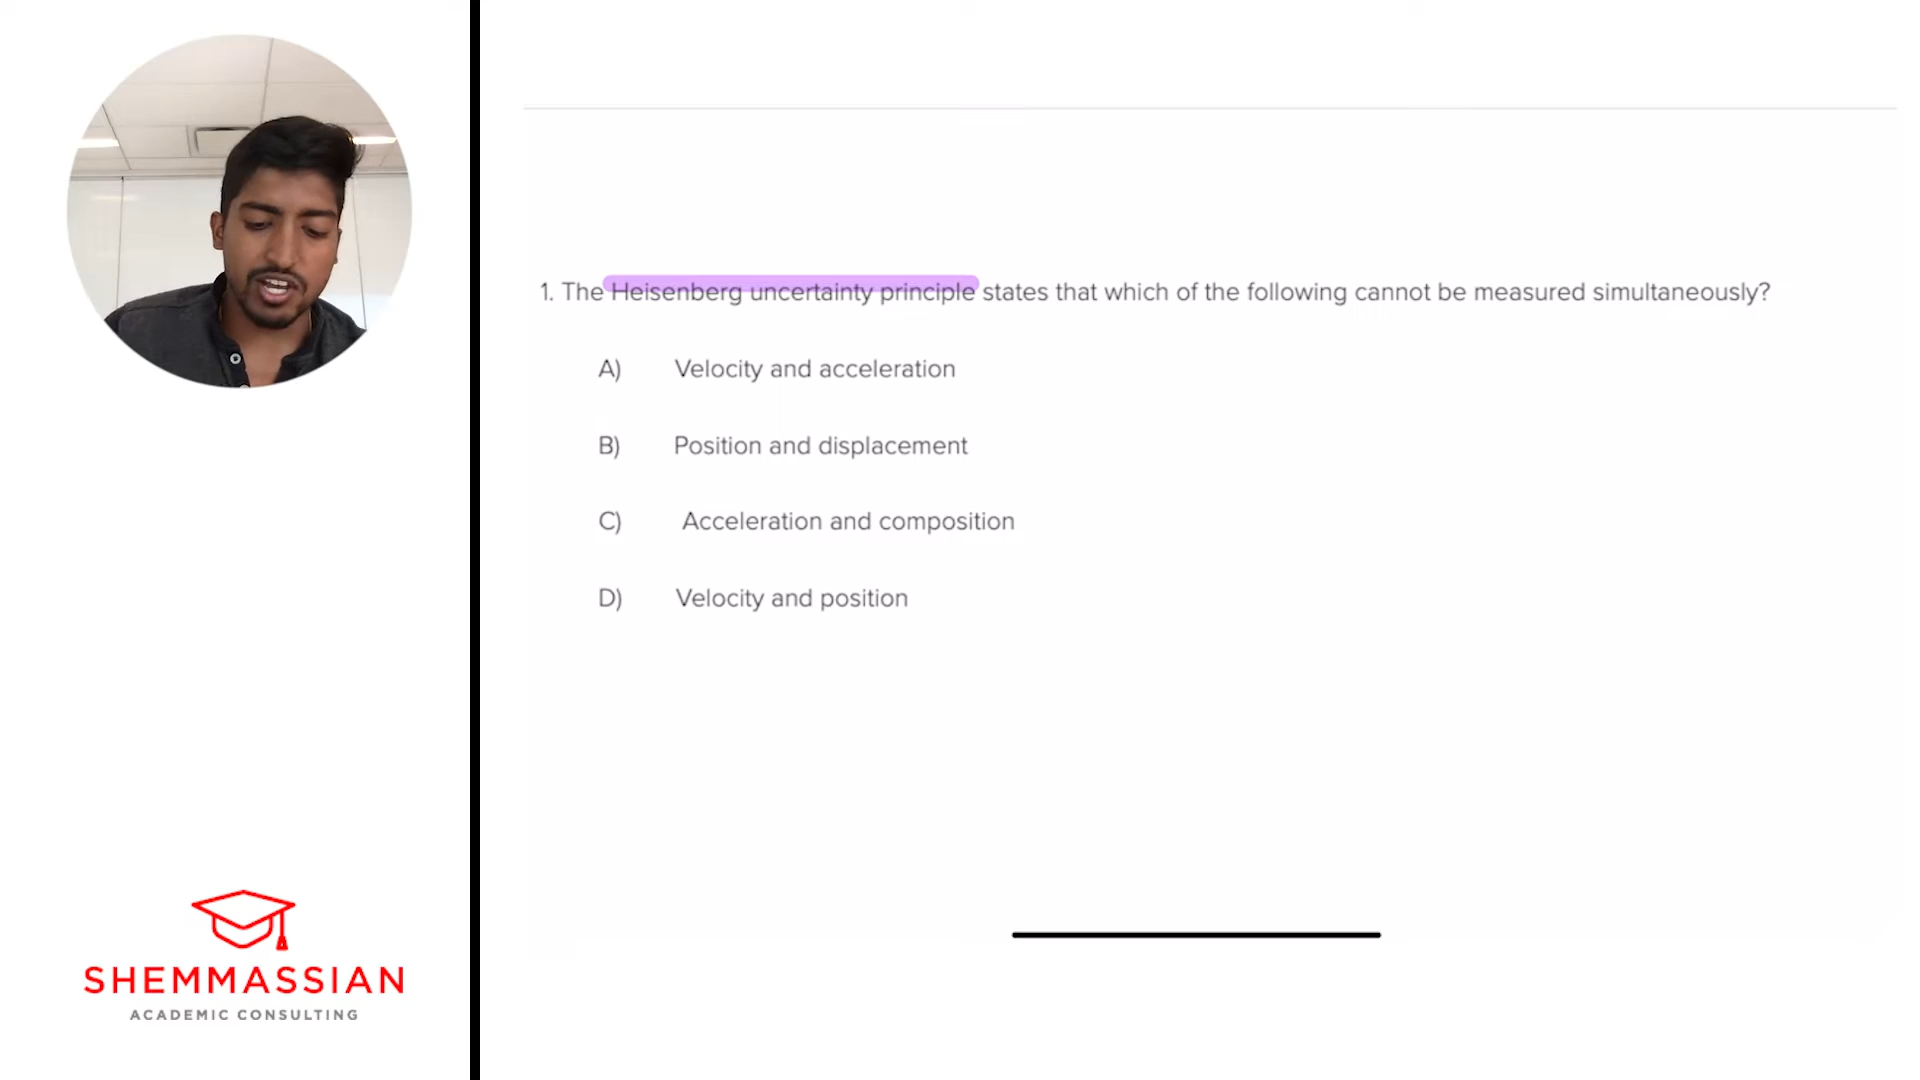 1. The Heisenberg uncertainty principle states that which of the following cannot be measured simultaneously?
A) Velocity and acceleration
B) Position and displacement
C) Acceleration and composition
D) Velocity and position
SHEMMASSIAN
ACADEMIC CONSULTING